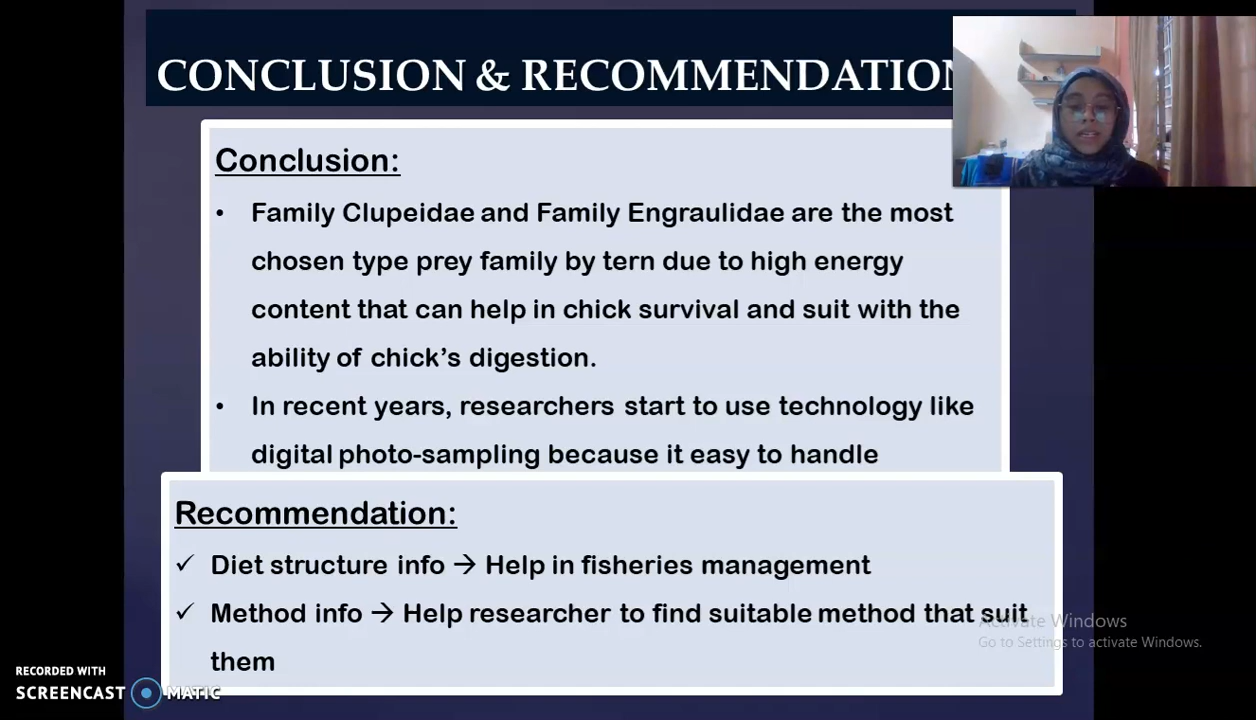 CONCLUSION & RECOMMENDATION
Conclusion:
• Family Clupeidae and Family Engraulidae are the most
chosen type prey family by tern due to high energy
content that can help in chick survival and suit with the
ability of chick's digestion.
• In recent years, researchers start to use technology like
digital photo-sampling because it easy to handle
Recommendation:
✓ Diet structure info → Help in fisheries management
✓ Method info → Help researcher to find suitable method that suit
them
Activate Windows
Go to Settings to activate Windows.
RECORDED WITH
SCREENCAST MATIC